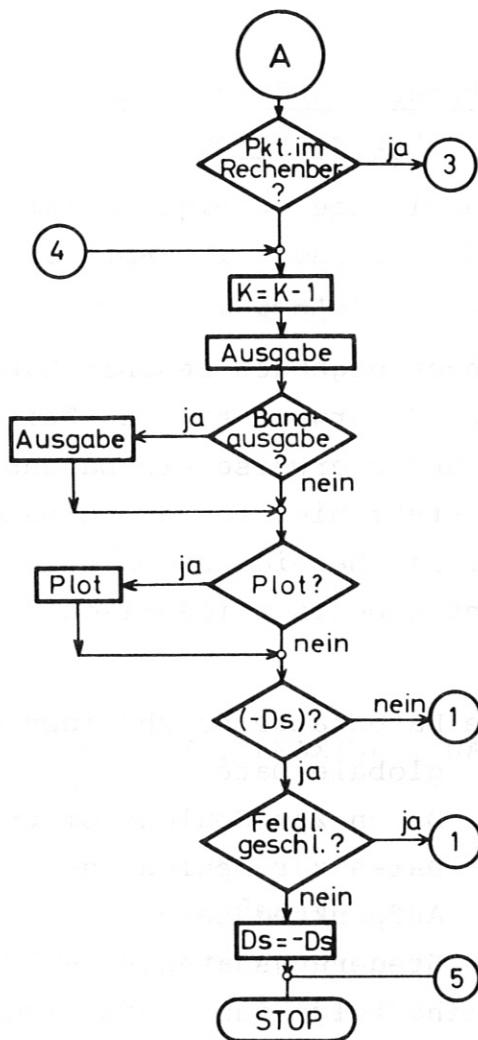 A
Pkt. im
Rechenber.
?
ja
3
4
K = K - 1
Ausgabe
Band-
ausgabe
?
ja
Ausgabe
nein
Plot?
ja
Plot
nein
(-Ds)?
nein
1
ja
Feldl.
geschl.?
ja
1
nein
Ds = -Ds
5
STOP